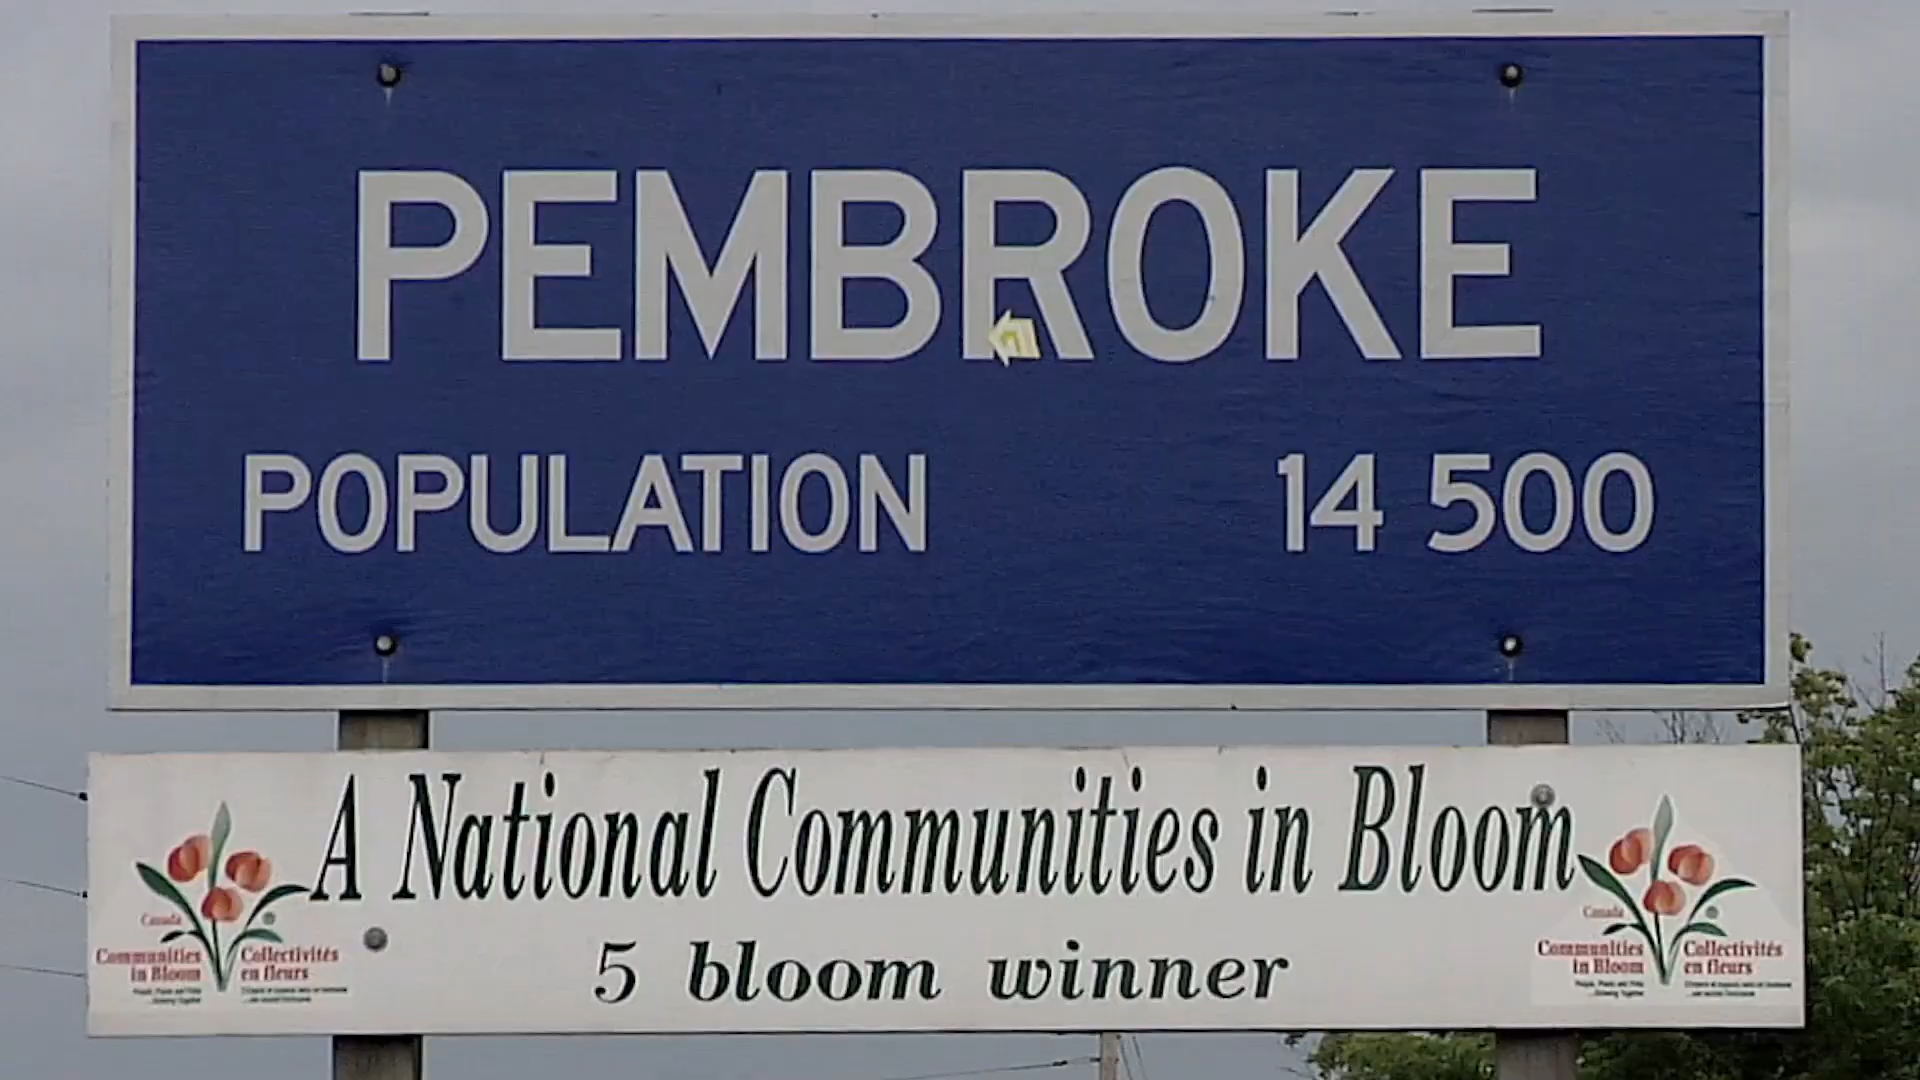 PEMBROKE
POPULATION 14 500
A National Communities in Bloom
5 bloom winner
Canada
Communities in Bloom
Collectivités en fleurs
Canada
Communities in Bloom
Collectivités en fleurs